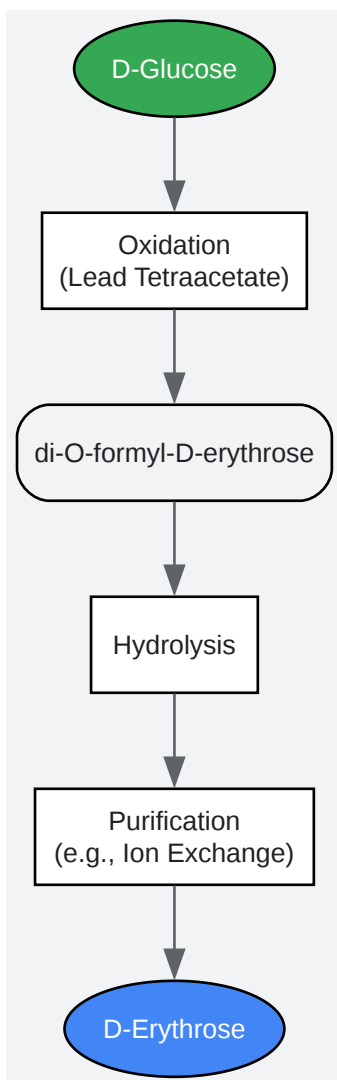 D-Glucose
Oxidation
(Lead Tetraacetate)
di-O-formyl-D-erythrose
Hydrolysis
Purification
(e.g., Ion Exchange)
D-Erythrose